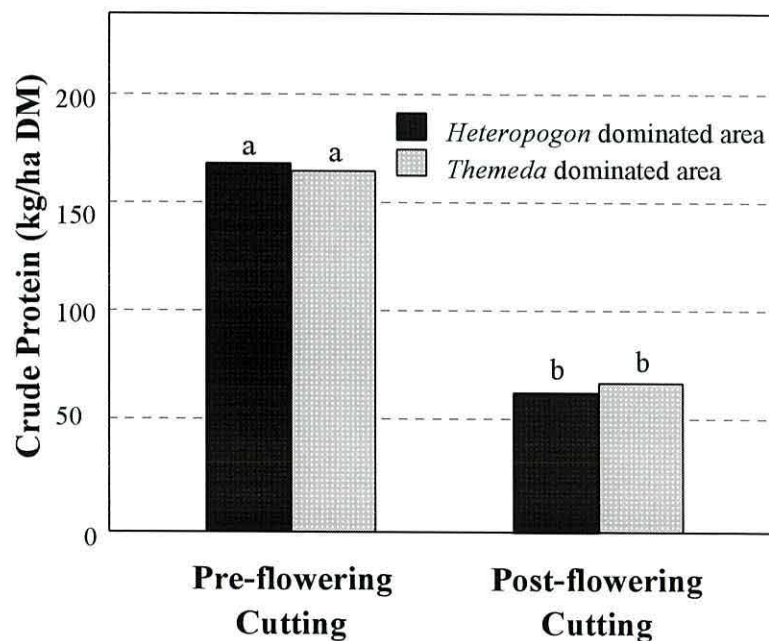 Crude Protein (kg/ha DM)
200
150
100
50
0
Heteropogon dominated area
Themeda dominated area
a a
b b
Pre-flowering
Cutting
Post-flowering
Cutting